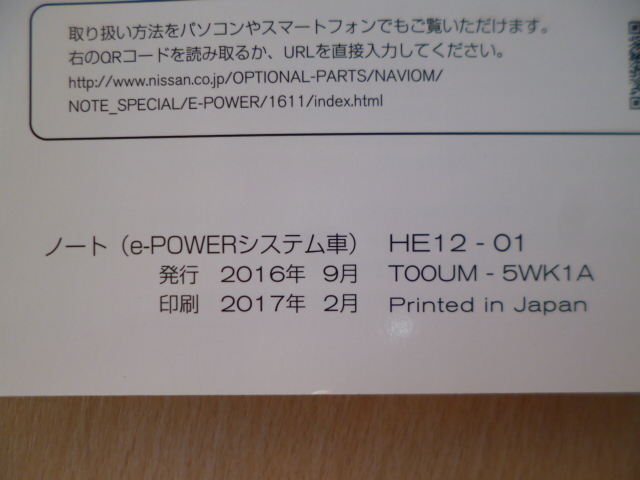 取り扱い方法をパソコンやスマートフォンでもご覧いただけます。
右のQRコードを読み取るか、URLを直接入力してください。
http://www.nissan.co.jp/OPTIONAL-PARTS/NAVIOM/
NOTE_SPECIAL/E-POWER/1611/index.html
ノート（e-POWERシステム車） HE12 - 01
発行 2016年 9月 T00UM - 5WK1A
印刷 2017年 2月 Printed in Japan